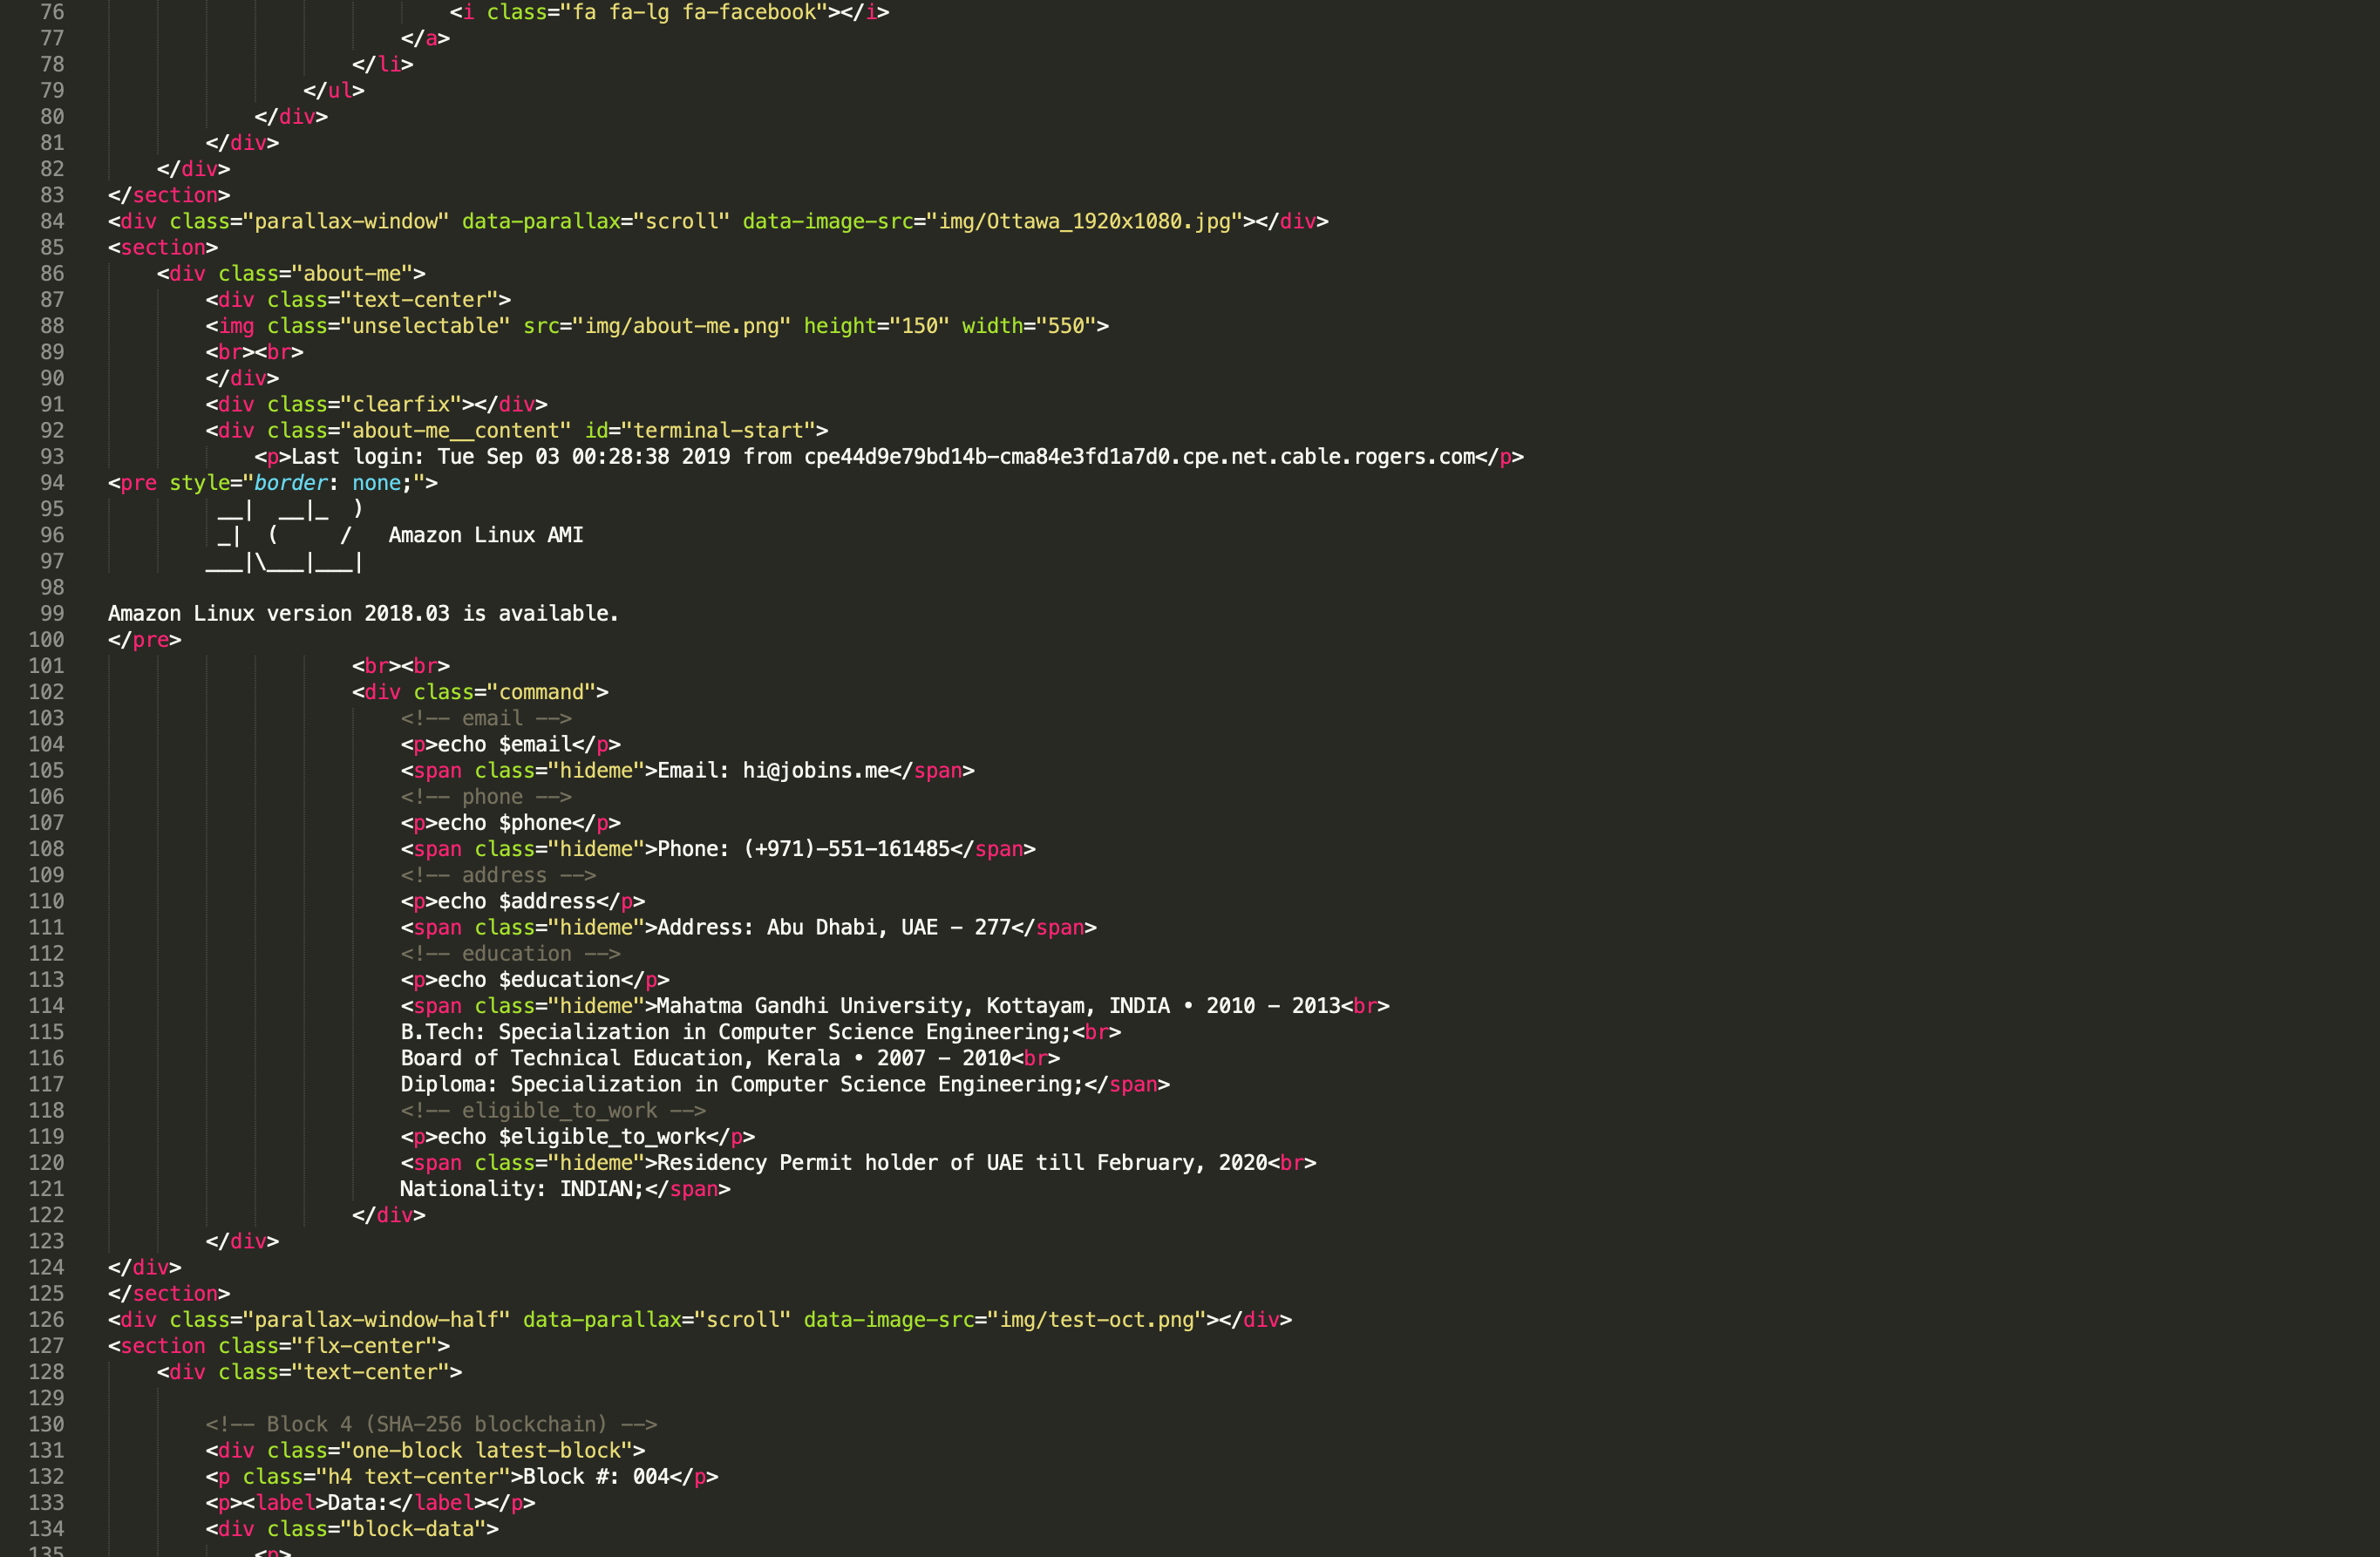 76 <i class="fa fa-lg fa-facebook"></i>
77 </a>
78 </li>
79 </ul>
80 </div>
81 </div>
82 </div>
83 </section>
84 <div class="parallax-window" data-parallax="scroll" data-image-src="img/Ottawa_1920x1080.jpg"></div>
85 <section>
86 <div class="about-me">
87 <div class="text-center">
88 <img class="unselectable" src="img/about-me.png" height="150" width="550">
89 <br><br>
90 </div>
91 <div class="clearfix"></div>
92 <div class="about-me__content" id="terminal-start">
93 <p>Last login: Tue Sep 03 00:28:38 2019 from cpe44d9e79bd14b-cma84e3fd1a7d0.cpe.net.cable.rogers.com</p>
94 <pre style="border: none;">
95 __|  __|_  )
96 _|  (     /   Amazon Linux AMI
97 ___|\___|___|
98
99 Amazon Linux version 2018.03 is available.
100 </pre>
101 <br><br>
102 <div class="command">
103 <!-- email -->
104 <p>echo $email</p>
105 <span class="hideme">Email: hi@jobins.me</span>
106 <!-- phone -->
107 <p>echo $phone</p>
108 <span class="hideme">Phone: (+971)-551-161485</span>
109 <!-- address -->
110 <p>echo $address</p>
111 <span class="hideme">Address: Abu Dhabi, UAE - 277</span>
112 <!-- education -->
113 <p>echo $education</p>
114 <span class="hideme">Mahatma Gandhi University, Kottayam, INDIA • 2010 - 2013<br>
115 B.Tech: Specialization in Computer Science Engineering;<br>
116 Board of Technical Education, Kerala • 2007 - 2010<br>
117 Diploma: Specialization in Computer Science Engineering;</span>
118 <!-- eligible_to_work -->
119 <p>echo $eligible_to_work</p>
120 <span class="hideme">Residency Permit holder of UAE till February, 2020<br>
121 Nationality: INDIAN;</span>
122 </div>
123 </div>
124 </div>
125 </section>
126 <div class="parallax-window-half" data-parallax="scroll" data-image-src="img/test-oct.png"></div>
127 <section class="flx-center">
128 <div class="text-center">
129
130 <!-- Block 4 (SHA-256 blockchain) -->
131 <div class="one-block latest-block">
132 <p class="h4 text-center">Block #: 004</p>
133 <p><label>Data:</label></p>
134 <div class="block-data">
135 <p>